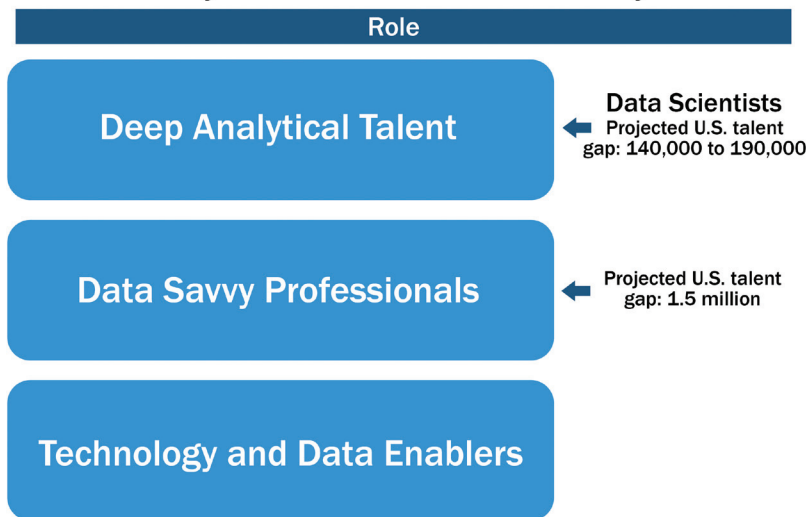 Role
Deep Analytical Talent
Data Scientists
Projected U.S. talent
gap: 140,000 to 190,000
Data Savvy Professionals
Projected U.S. talent
gap: 1.5 million
Technology and Data Enablers